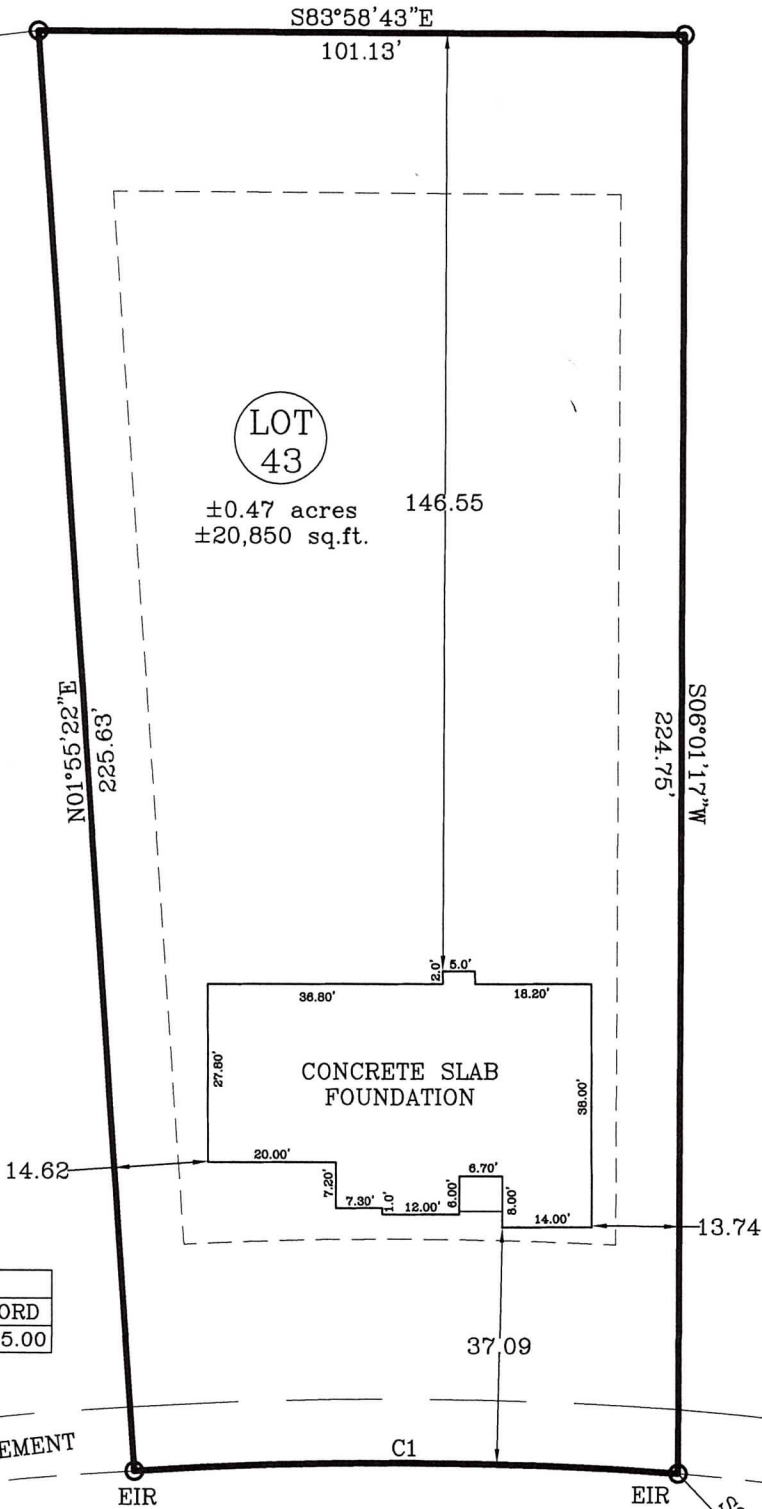 S83°58'43"E
101.13'
LOT
43
±0.47 acres
±20,850 sq.ft.
146.55
N01°55'22"E
225.63'
S06°01'17"W
224.75'
2.0'
5.0'
36.80'
18.20'
27.80'
CONCRETE SLAB
FOUNDATION
38.00'
14.62
20.00'
7.20'
7.30'
1.0'
12.00'
6.00'
6.70'
8.00'
14.00'
13.74
ORD
5.00
37.09
EMENT
C1
EIR
EIR